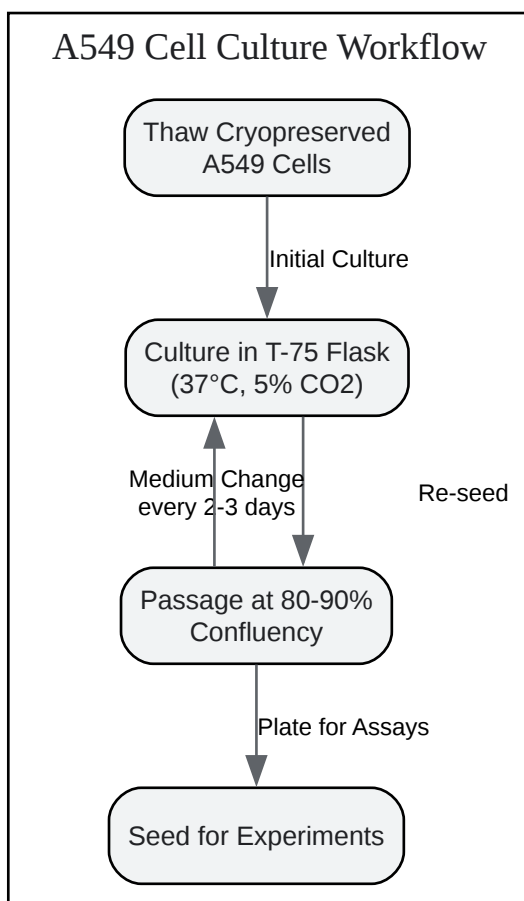 A549 Cell Culture Workflow
Thaw Cryopreserved
A549 Cells
Initial Culture
Culture in T-75 Flask
(37°C, 5% CO2)
Medium Change
every 2-3 days
Re-seed
Passage at 80-90%
Confluency
Plate for Assays
Seed for Experiments